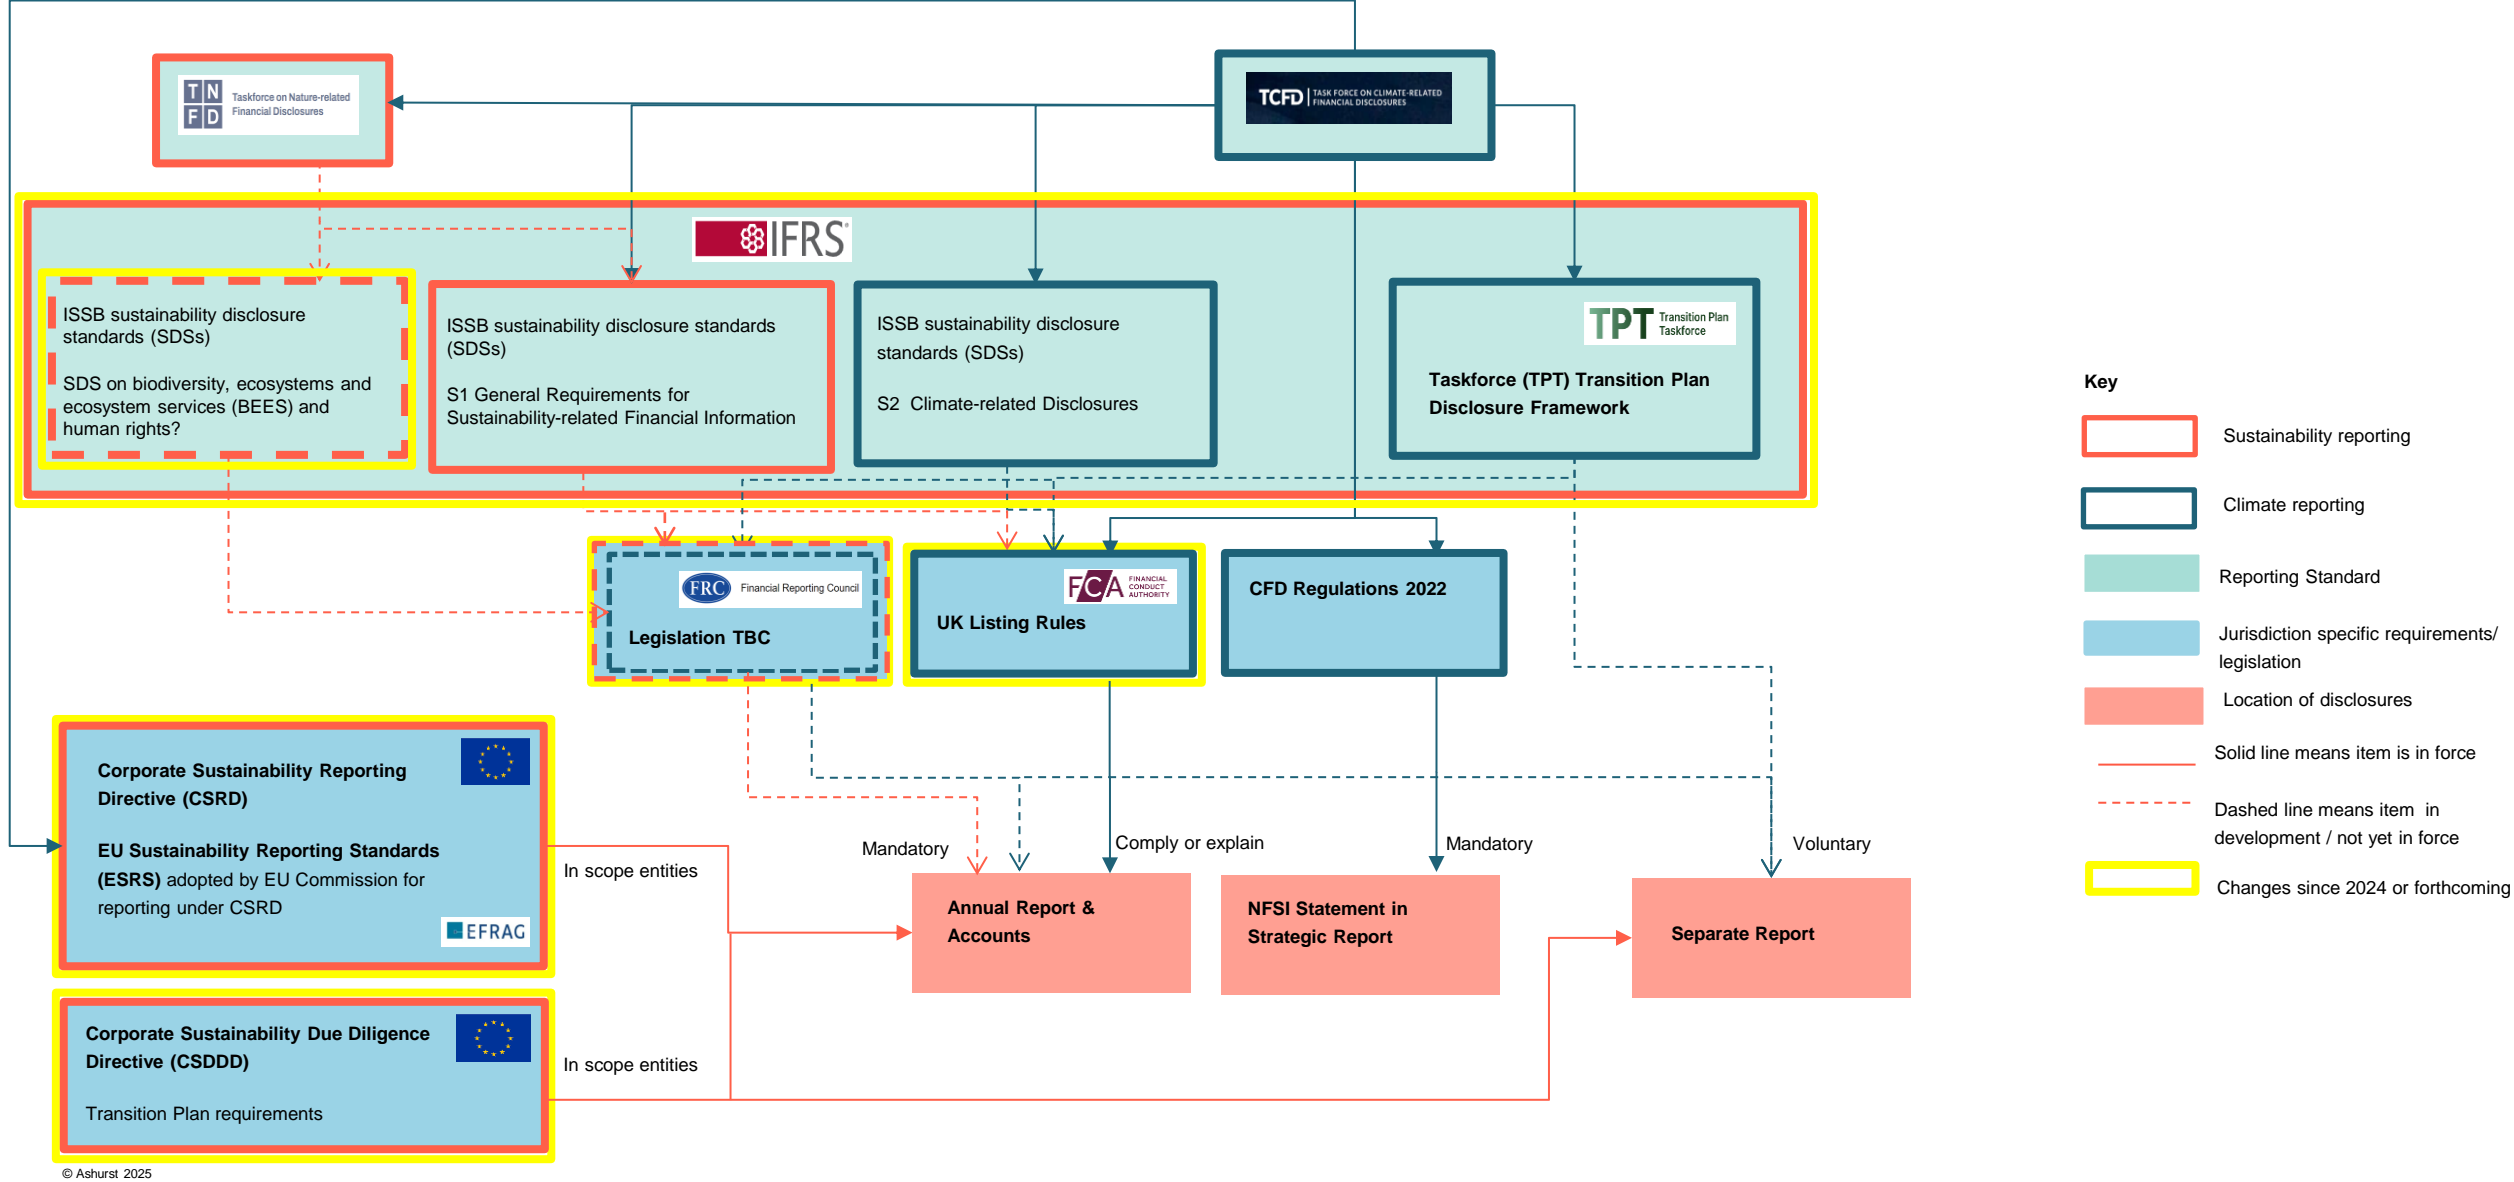 TN
FD
Taskforce on Nature-related
Financial Disclosures
TCFD
TASK FORCE ON CLIMATE-RELATED
FINANCIAL DISCLOSURES
IFRS®
ISSB sustainability disclosure
standards (SDSs)
SDS on biodiversity, ecosystems and
ecosystem services (BEES) and
human rights?
ISSB sustainability disclosure standards
(SDSs)
S1 General Requirements for
Sustainability-related Financial Information
ISSB sustainability disclosure
standards (SDSs)
S2 Climate-related Disclosures
TPT
Transition Plan
Taskforce
Taskforce (TPT) Transition Plan
Disclosure Framework
FRC
Financial Reporting Council
Legislation TBC
FCA
FINANCIAL
CONDUCT
AUTHORITY
UK Listing Rules
CFD Regulations 2022
Corporate Sustainability Reporting
Directive (CSRD)
EU Sustainability Reporting Standards
(ESRS) adopted by EU Commission for
reporting under CSRD
EFRAG
In scope entities
Mandatory
Comply or explain
Mandatory
Voluntary
Annual Report &
Accounts
NFSI Statement in
Strategic Report
Separate Report
Corporate Sustainability Due Diligence
Directive (CSDDD)
Transition Plan requirements
In scope entities
Key
Sustainability reporting
Climate reporting
Reporting Standard
Jurisdiction specific requirements/
legislation
Location of disclosures
Solid line means item is in force
Dashed line means item in
development / not yet in force
Changes since 2024 or forthcoming
© Ashurst 2025